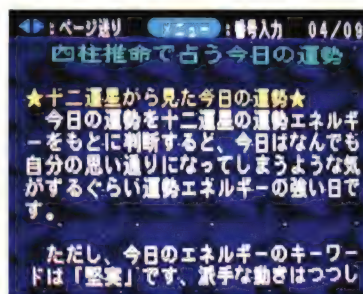 ◀▶:ページ送り メニュー:番号入力 04/09
四柱推命で占う今日の運勢
★十二運星から見た今日の運勢★
今日の運勢を十二運星の運勢エネルギ
ーをもとに判断すると、今日はなんでも
自分の思い通りになってしまうような気
がするぐらい運勢エネルギーの強い日で
す。
ただし、今日のエネルギーのキーワー
ドは「堅実」です、派手な動きはつつし